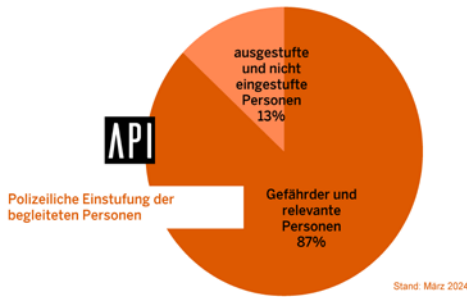 ausgestufte
und nicht
eingestufte
Personen
13%
API
Polizeiliche Einstufung der
begleiteten Personen
Gefährder und
relevante
Personen
87%
Stand: März 2024